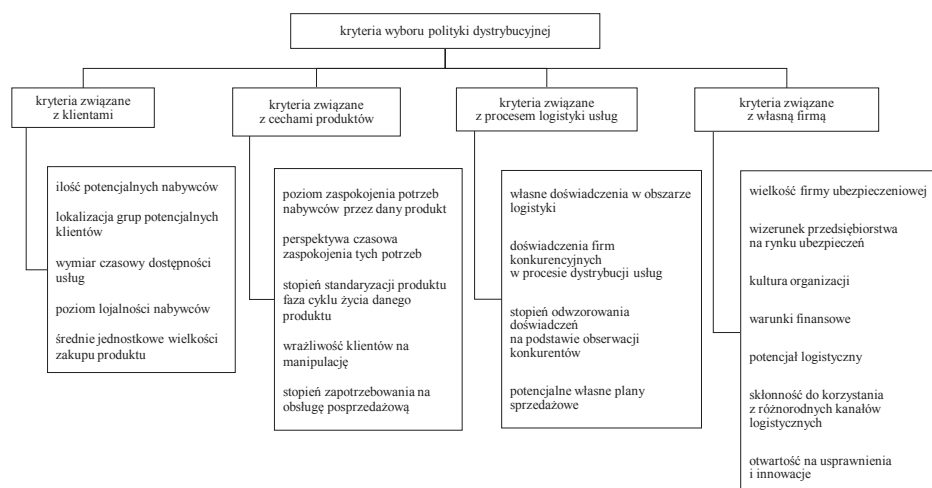 kryteria wyboru polityki dystrybucyjnej
kryteria związane
z klientami
kryteria związane
z cechami produktów
kryteria związane
z procesem logistyki usług
kryteria związane
z własną firmą
ilość potencjalnych nabywców
lokalizacja grup potencjalnych
klientów
wymiar czasowy dostępności
usług
poziom lojalności nabywców
średnie jednostkowe wielkości
zakupu produktu
poziom zaspokojenia potrzeb
nabywców przez dany produkt
perspektywa czasowa
zaspokojenia tych potrzeb
stopień standaryzacji produktu
faza cyklu życia danego
produktu
wrażliwość klientów na
manipulację
stopień zapotrzebowania na
obsługę posprzedażową
własne doświadczenia w obszarze
logistyki
doświadczenia firm
konkurencyjnych
w procesie dystrybucji usług
stopień odwzorowania
doświadczeń
na podstawie obserwacji
konkurentów
potencjalne własne plany
sprzedażowe
wielkość firmy ubezpieczeniowej
wizerunek przedsiębiorstwa
na rynku ubezpieczeń
kultura organizacji
warunki finansowe
potencjał logistyczny
skłonność do korzystania
z różnorodnych kanałów
logistycznych
otwartość na usprawnienia
i innowacje